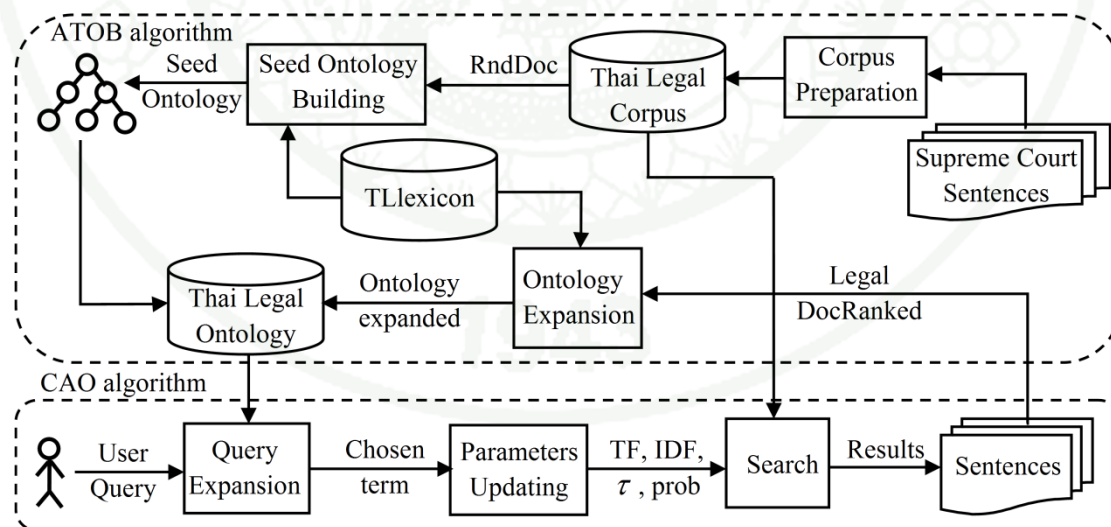 ATOB algorithm
Seed
Ontology
Seed Ontology
Building
RndDoc
Thai Legal
Corpus
Corpus
Preparation
Supreme Court
Sentences
TLlexicon
Thai Legal
Ontology
Ontology
expanded
Ontology
Expansion
Legal
DocRanked
1943
CAO algorithm
User
Query
Query
Expansion
Chosen
term
Parameters
Updating
TF, IDF,
τ , prob
Search
Results
Sentences